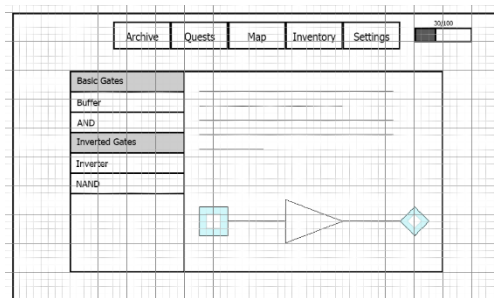 30/100
Archive Quests Map Inventory Settings
Basic Gates
Buffer
AND
Inverted Gates
Inverter
NAND